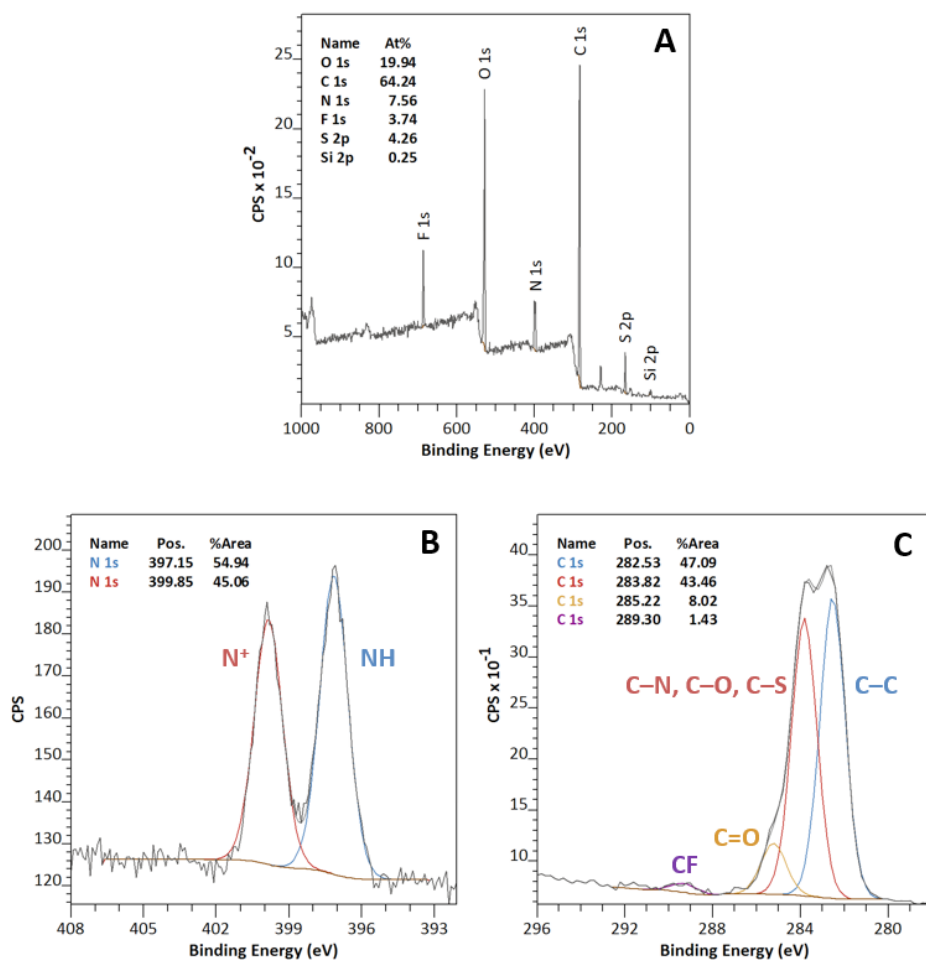 A
Name At%
O 1s 19.94
C 1s 64.24
N 1s 7.56
F 1s 3.74
S 2p 4.26
Si 2p 0.25
F 1s
O 1s
N 1s
C 1s
S 2p
Si 2p
CPS x 10⁻²
25
20
15
10
5
1000 800 600 400 200 0
Binding Energy (eV)
B
Name Pos. %Area
N 1s 397.15 54.94
N 1s 399.85 45.06
N⁺
NH
CPS
200
190
180
170
160
150
140
130
120
408 405 402 399 396 393
Binding Energy (eV)
C
Name Pos. %Area
C 1s 282.53 47.09
C 1s 283.82 43.46
C 1s 285.22 8.02
C 1s 289.30 1.43
C–N, C–O, C–S
C–C
C=O
CF
CPS x 10⁻¹
40
35
30
25
20
15
10
296 292 288 284 280
Binding Energy (eV)